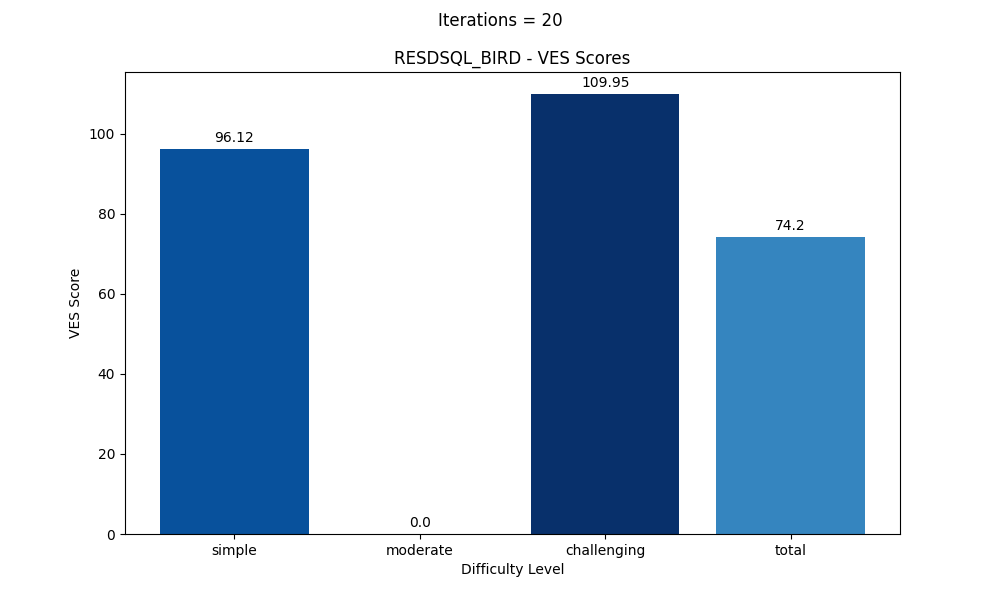 Iterations = 20
RESDSQL_BIRD - VES Scores
109.95
96.12
74.2
0.0
100
80
60
40
20
0
VES Score
simple moderate challenging total
Difficulty Level